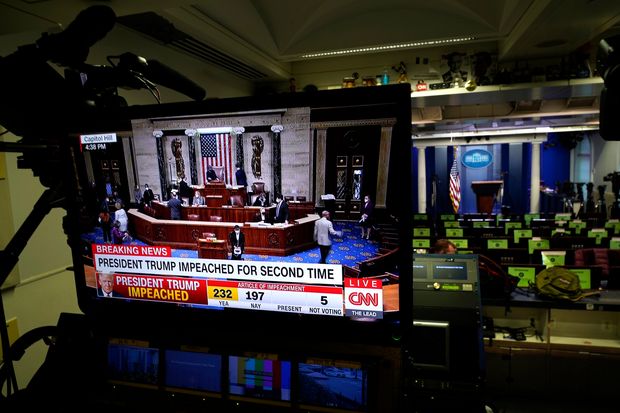 Capitol Hill
4:38 PM
BREAKING NEWS
PRESIDENT TRUMP IMPEACHED FOR SECOND TIME
PRESIDENT TRUMP
IMPEACHED
ARTICLE OF IMPEACHMENT
232 197 5
YEA NAY PRESENT NOT VOTING
LIVE
CNN
THE LEAD